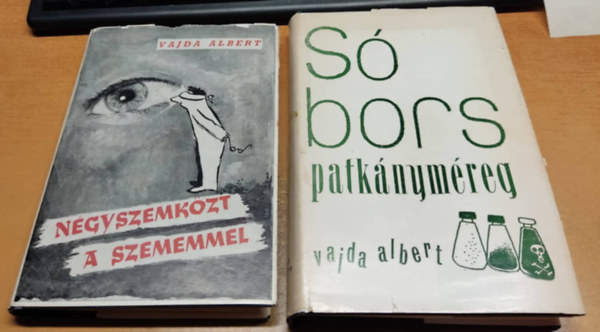 VAJDA ALBERT
NÉGYSZEMKÖZT
A SZEMEMMEL
Só
bors
patkányméreg
vajda albert